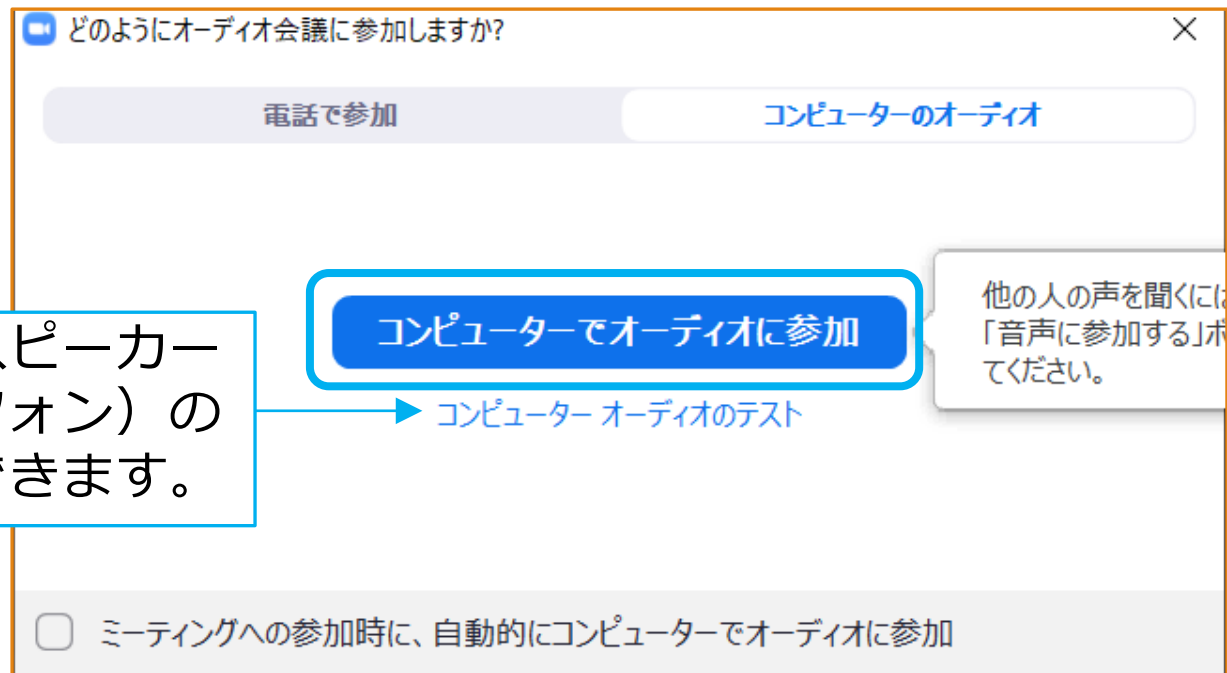 どのようにオーディオ会議に参加しますか?
電話で参加
コンピューターのオーディオ
コンピューターでオーディオに参加
他の人の声を聞くには
「音声に参加する」ボ
てください。
スピーカー
フォン）の
できます。
コンピューター オーディオのテスト
ミーティングへの参加時に、自動的にコンピューターでオーディオに参加